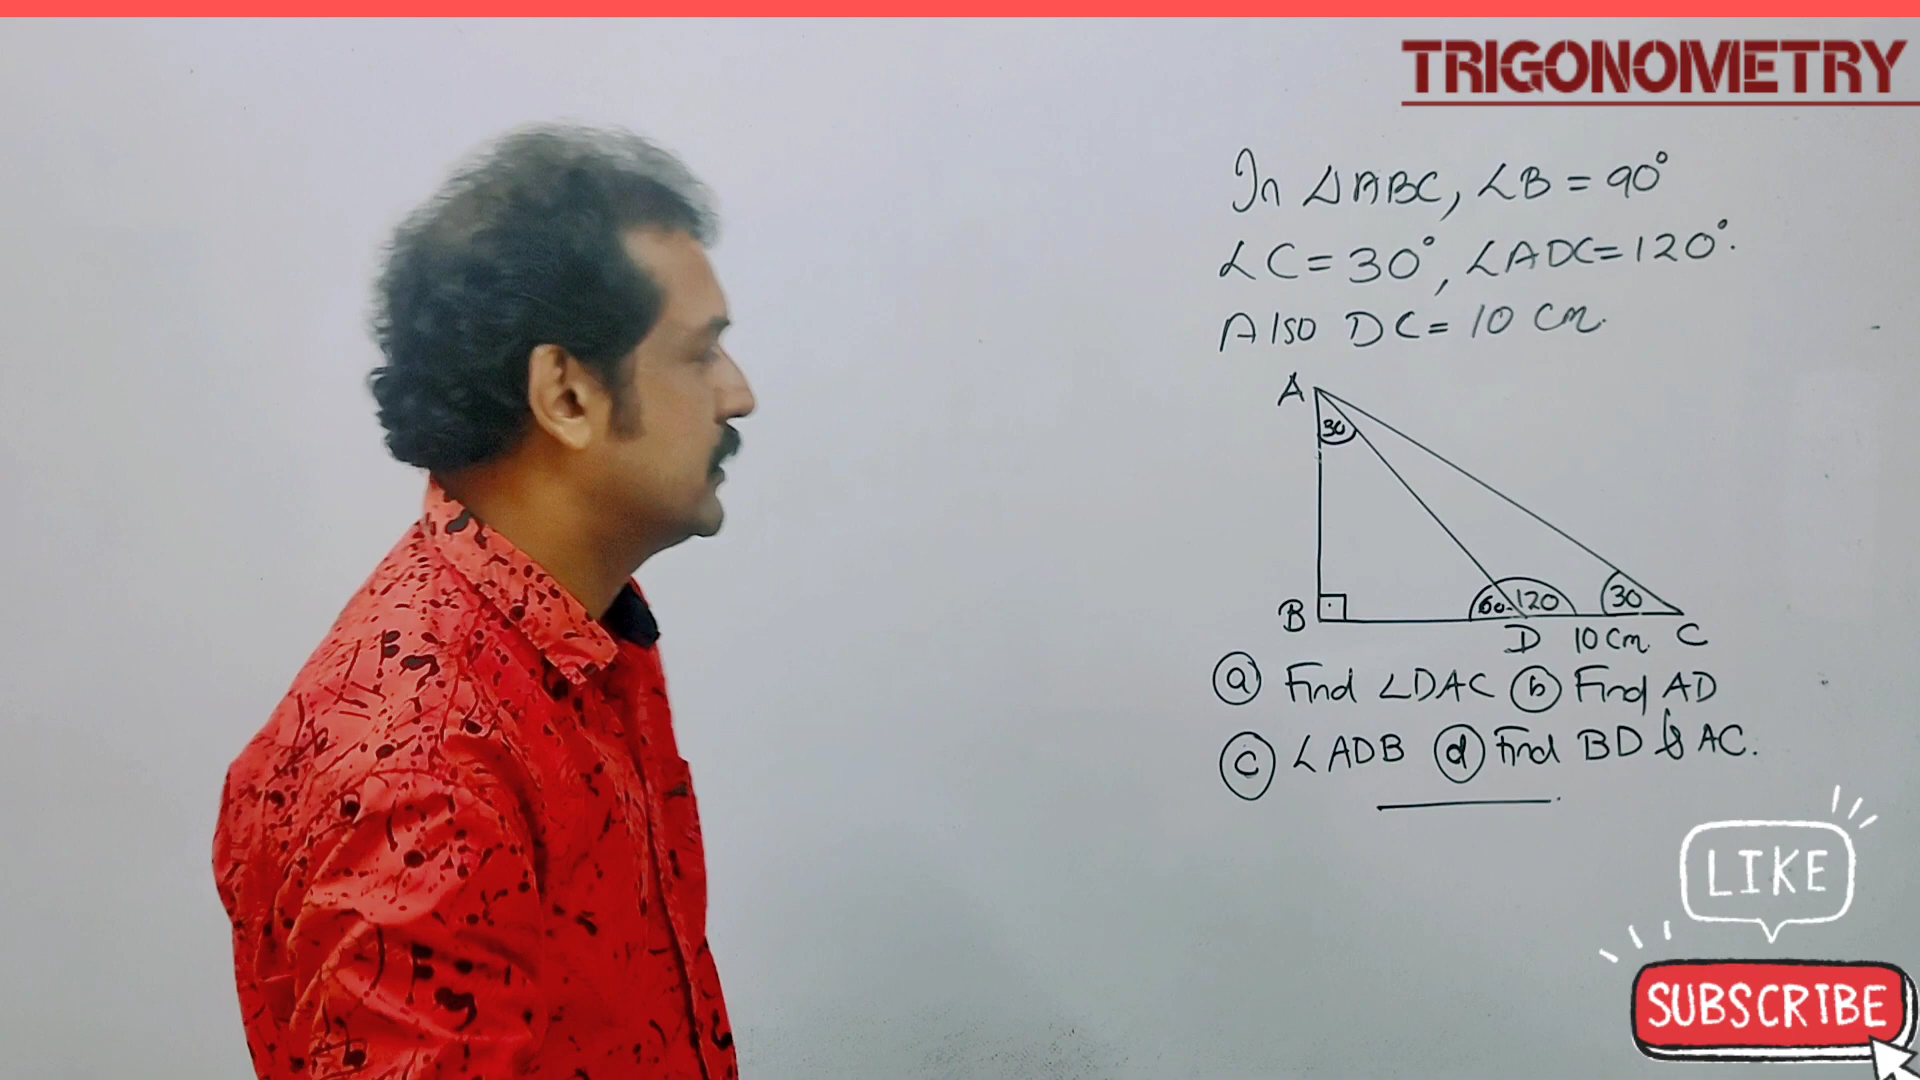 TRIGONOMETRY
In △ABC, ∠B = 90°
∠C = 30°, ∠ADC = 120°.
Also DC = 10 cm.
A
30
60 120 30
B D 10 cm C
(a) Find ∠DAC (b) Find AD
(c) ∠ADB (d) Find BD & AC.
LIKE
SUBSCRIBE